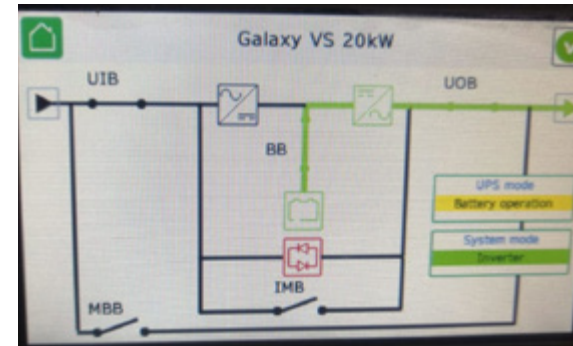 Galaxy VS 20kW
UIB
UOB
BB
UPS mode
Battery operation
System mode
Inverter
IMB
MBB